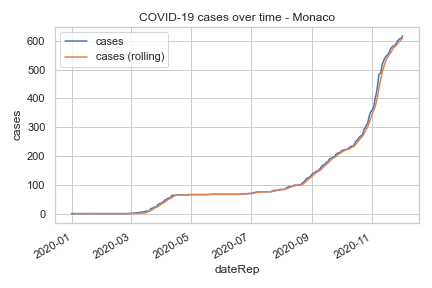 COVID-19 cases over time - Monaco
cases
cases (rolling)
600
500
400
300
200
100
0
cases
2020-01
2020-03
2020-05
2020-07
2020-09
2020-11
dateRep